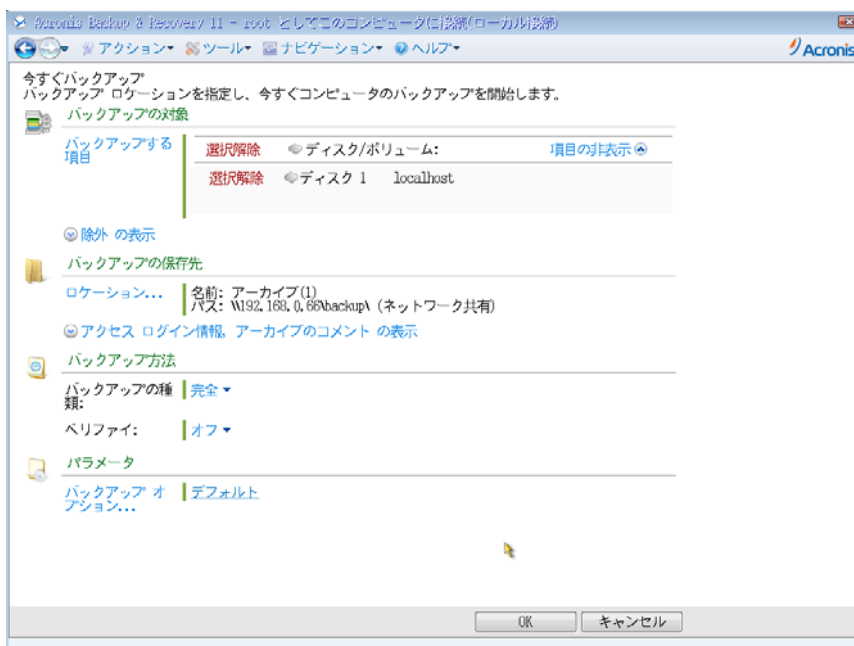 Acronis Backup & Recovery 11 - root としてこのコンピュータに接続(ローカル接続)
アクション ツール ナビゲーション ヘルプ Acronis
今すぐバックアップ
バックアップ ロケーションを指定し、今すぐコンピュータのバックアップを開始します。
バックアップの対象
バックアップする
項目
選択解除 ディスク/ボリューム: 項目の非表示
選択解除 ディスク 1 localhost
除外 の表示
バックアップの保存先
ロケーション... 名前: アーカイブ(1)
パス: \\192.168.0.66\backup\ (ネットワーク共有)
アクセス ログイン情報, アーカイブのコメント の表示
バックアップ方法
バックアップの種
類:
完全
ベリファイ: オフ
パラメータ
バックアップ オ
プション...
デフォルト
OK キャンセル